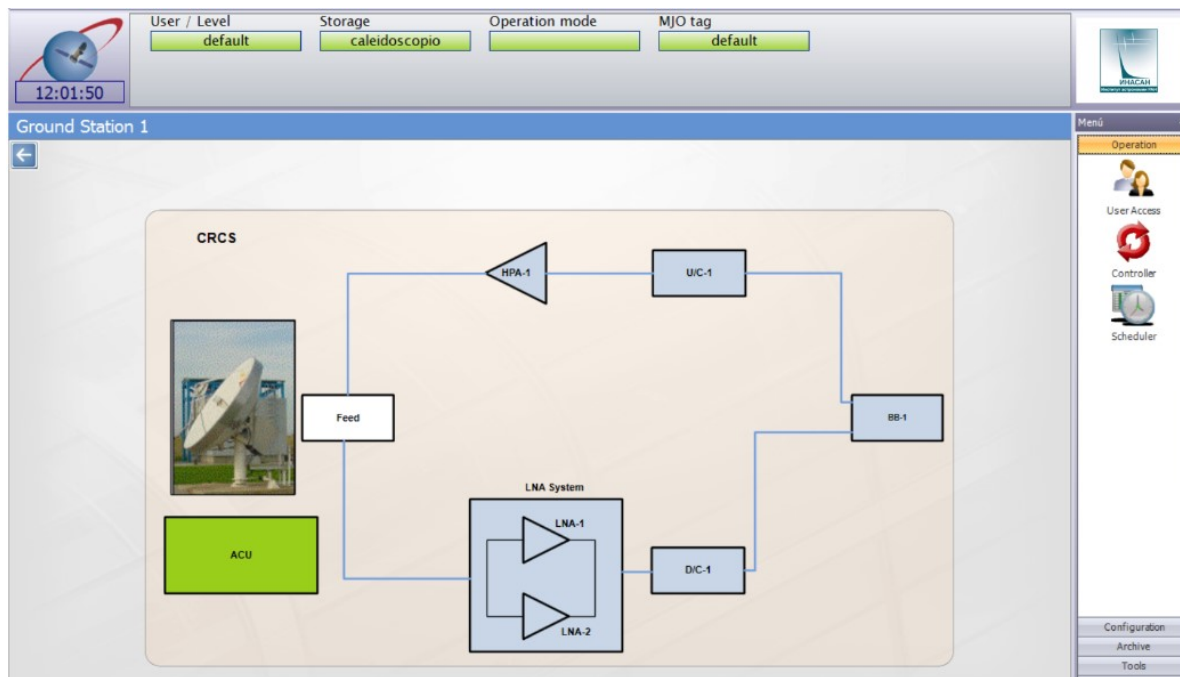 User / Level
Storage
Operation mode
MJO tag
default
caleidoscopio
default
12:01:50
ИНАСАН
Ground Station 1
Menú
Operation
User Access
Controller
Scheduler
Configuration
Archive
Tools
CRCS
HPA-1
U/C-1
Feed
BB-1
LNA System
LNA-1
ACU
D/C-1
LNA-2